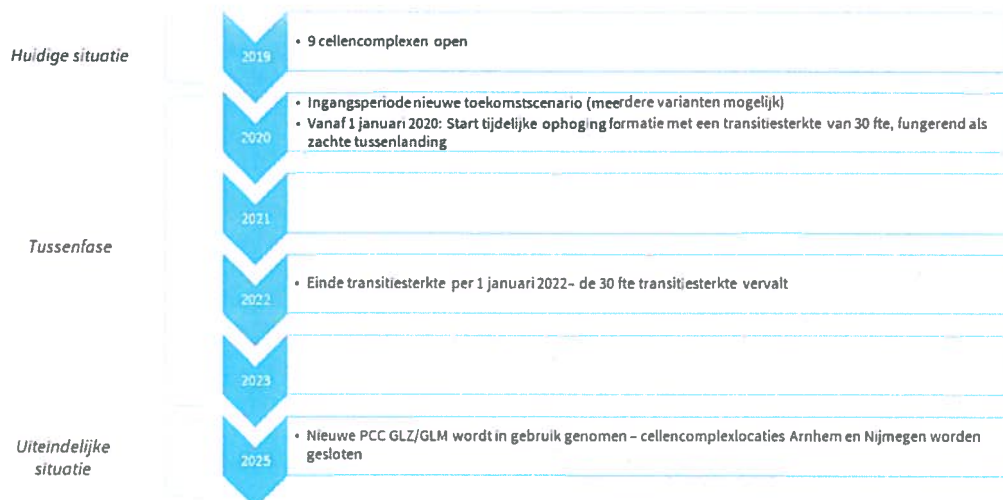 Huidige situatie
2019
• 9 cellencomplexen open
2020
• Ingangsperiode nieuwe toekomstscenario (meerdere varianten mogelijk)
• Vanaf 1 januari 2020: Start tijdelijke ophoging formatie met een transitiesterkte van 30 fte, fungerend als
zachte tussenlanding
Tussenfase
2021
2022
• Einde transitiesterkte per 1 januari 2022– de 30 fte transitiesterkte vervalt
2023
Uiteindelijke
situatie
2025
• Nieuwe PCC GLZ/GLM wordt in gebruik genomen – cellencomplexlocaties Arnhem en Nijmegen worden
gesloten